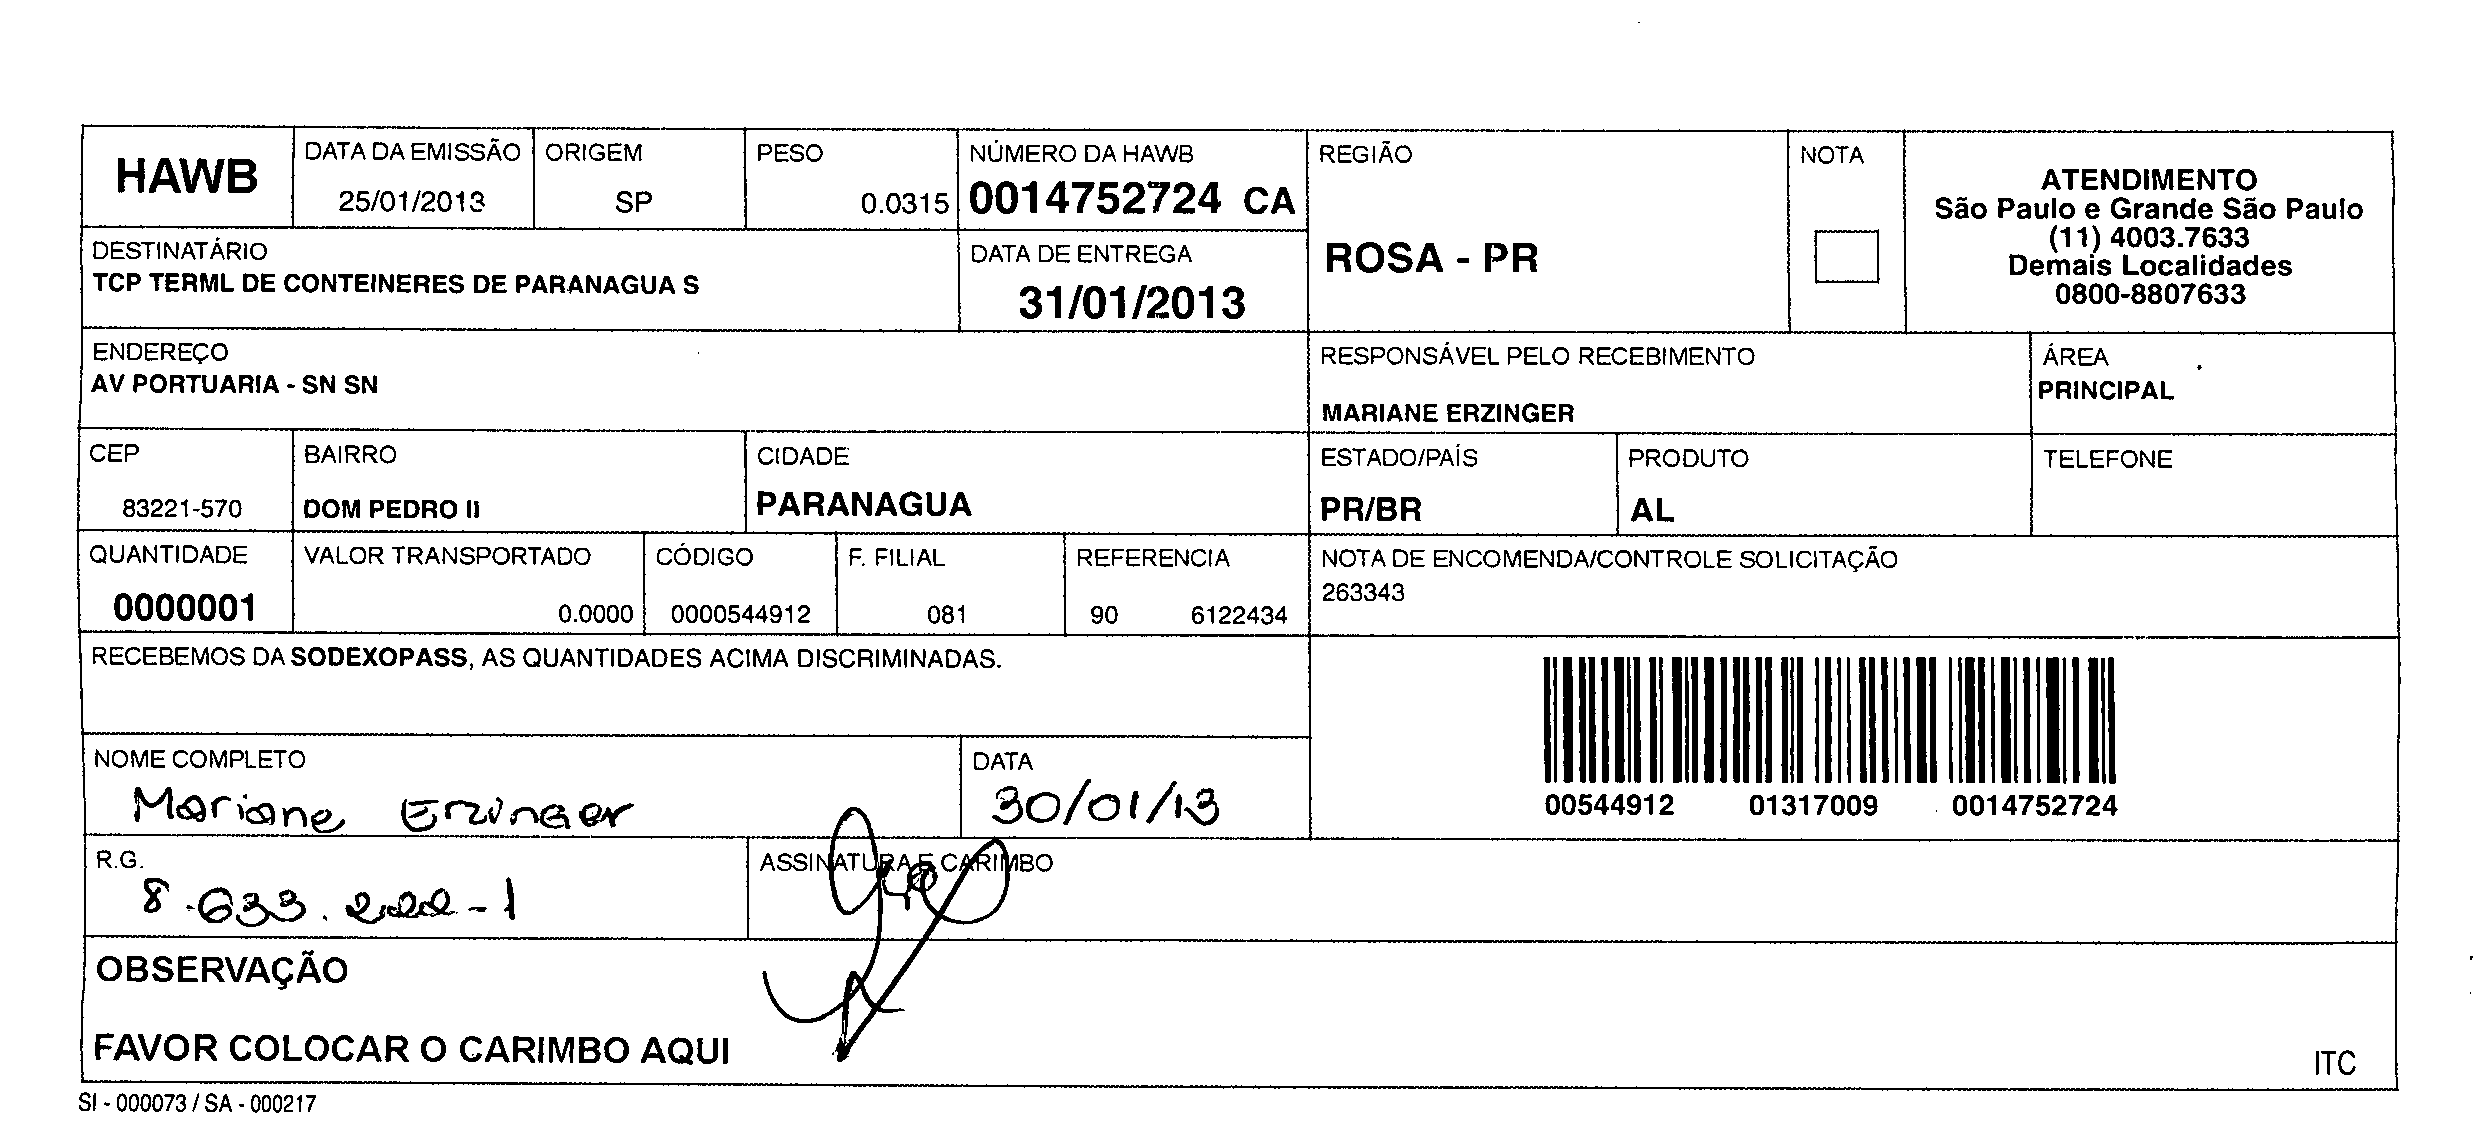 HAWB
DATA DA EMISSÃO
25/01/2013
ORIGEM
SP
PESO
0.0315
NÚMERO DA HAWB
0014752724 CA
REGIÃO
ROSA - PR
NOTA
ATENDIMENTO
São Paulo e Grande São Paulo
(11) 4003.7633
Demais Localidades
0800-8807633
DESTINATÁRIO
TCP TERML DE CONTEINERES DE PARANAGUA S
DATA DE ENTREGA
31/01/2013
ENDEREÇO
AV PORTUARIA - SN SN
RESPONSÁVEL PELO RECEBIMENTO
MARIANE ERZINGER
ÁREA
PRINCIPAL
CEP
83221-570
BAIRRO
DOM PEDRO II
CIDADE
PARANAGUA
ESTADO/PAÍS
PR/BR
PRODUTO
AL
TELEFONE
QUANTIDADE
0000001
VALOR TRANSPORTADO
0.0000
CÓDIGO
0000544912
F. FILIAL
081
REFERENCIA
90 6122434
NOTA DE ENCOMENDA/CONTROLE SOLICITAÇÃO
263343
RECEBEMOS DA SODEXOPASS, AS QUANTIDADES ACIMA DISCRIMINADAS.
00544912 01317009 0014752724
NOME COMPLETO
Mariane Erzinger
DATA
30/01/13
R.G.
8.633.222-1
ASSINATURA E CARIMBO
OBSERVAÇÃO
FAVOR COLOCAR O CARIMBO AQUI
ITC
SI - 000073 / SA - 000217